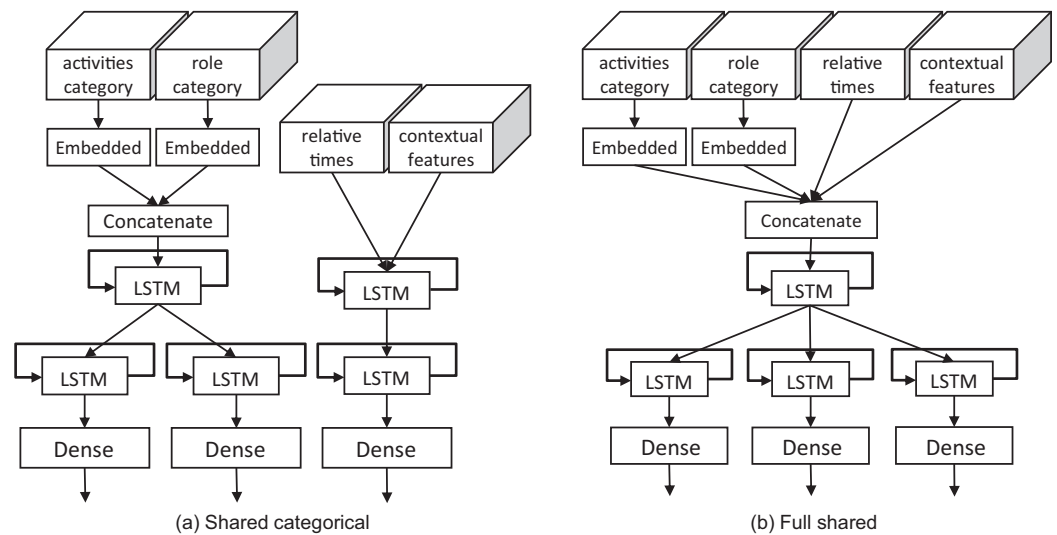 activities
category
role
category
relative
times
contextual
features
Embedded
Embedded
Concatenate
LSTM
LSTM
LSTM
LSTM
LSTM
Dense
Dense
Dense
(a) Shared categorical
activities
category
role
category
relative
times
contextual
features
Embedded
Embedded
Concatenate
LSTM
LSTM
LSTM
LSTM
Dense
Dense
Dense
(b) Full shared